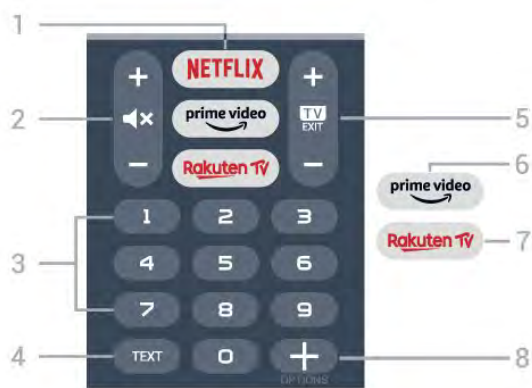 1
NETFLIX
+ +
2
prime video
TV
EXIT
5
- -
Rakuten TV
6
prime video
Rakuten TV
7
3
1 2 3
4 5 6
7 8 9
4
TEXT 0 +
OPTIONS
8